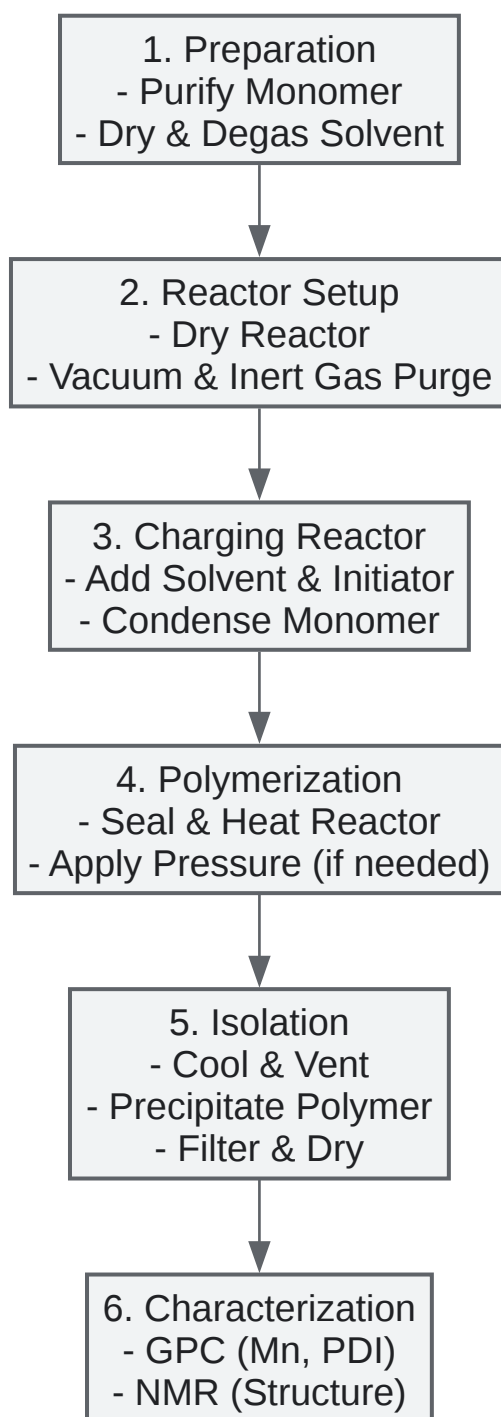 1. Preparation
- Purify Monomer
- Dry & Degas Solvent
2. Reactor Setup
- Dry Reactor
- Vacuum & Inert Gas Purge
3. Charging Reactor
- Add Solvent & Initiator
- Condense Monomer
4. Polymerization
- Seal & Heat Reactor
- Apply Pressure (if needed)
5. Isolation
- Cool & Vent
- Precipitate Polymer
- Filter & Dry
6. Characterization
- GPC (Mn, PDI)
- NMR (Structure)